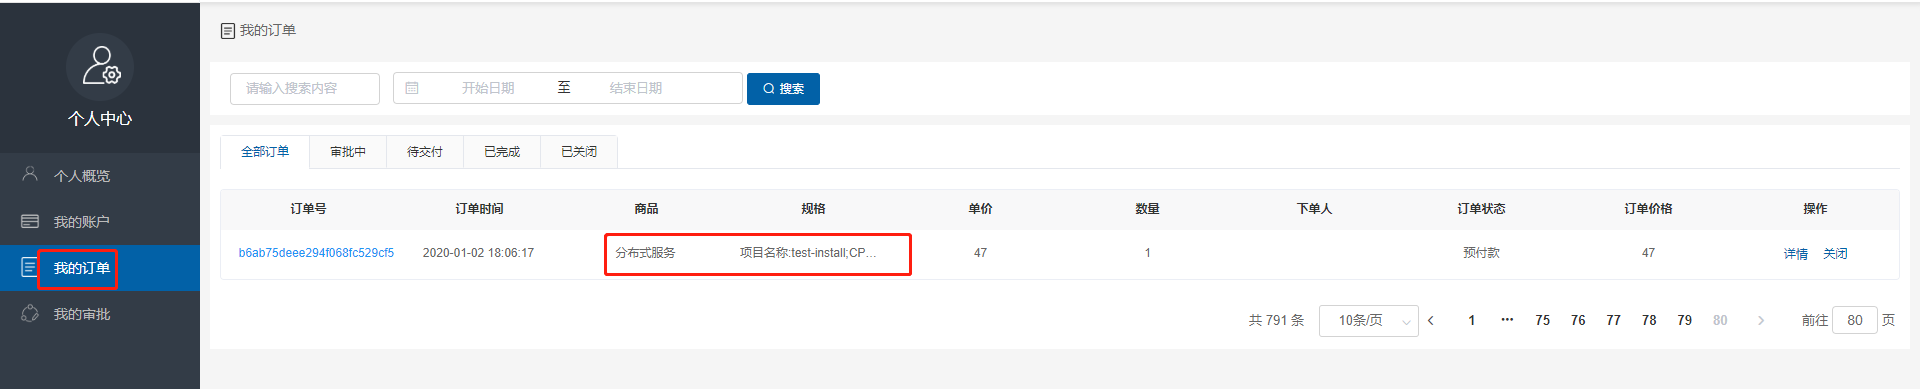 个人中心
个人概览
我的账户
我的订单
我的审批
我的订单
请输入搜索内容 开始日期 至 结束日期 搜索
全部订单 审批中 待交付 已完成 已关闭
订单号 订单时间 商品 规格 单价 数量 下单人 订单状态 订单价格 操作
b6ab75deee294f068fc529cf5 2020-01-02 18:06:17 分布式服务 项目名称:test-install;CP... 47 1 预付款 47 详情 关闭
共 791 条 10条/页 1 ... 75 76 77 78 79 80 前往 80 页